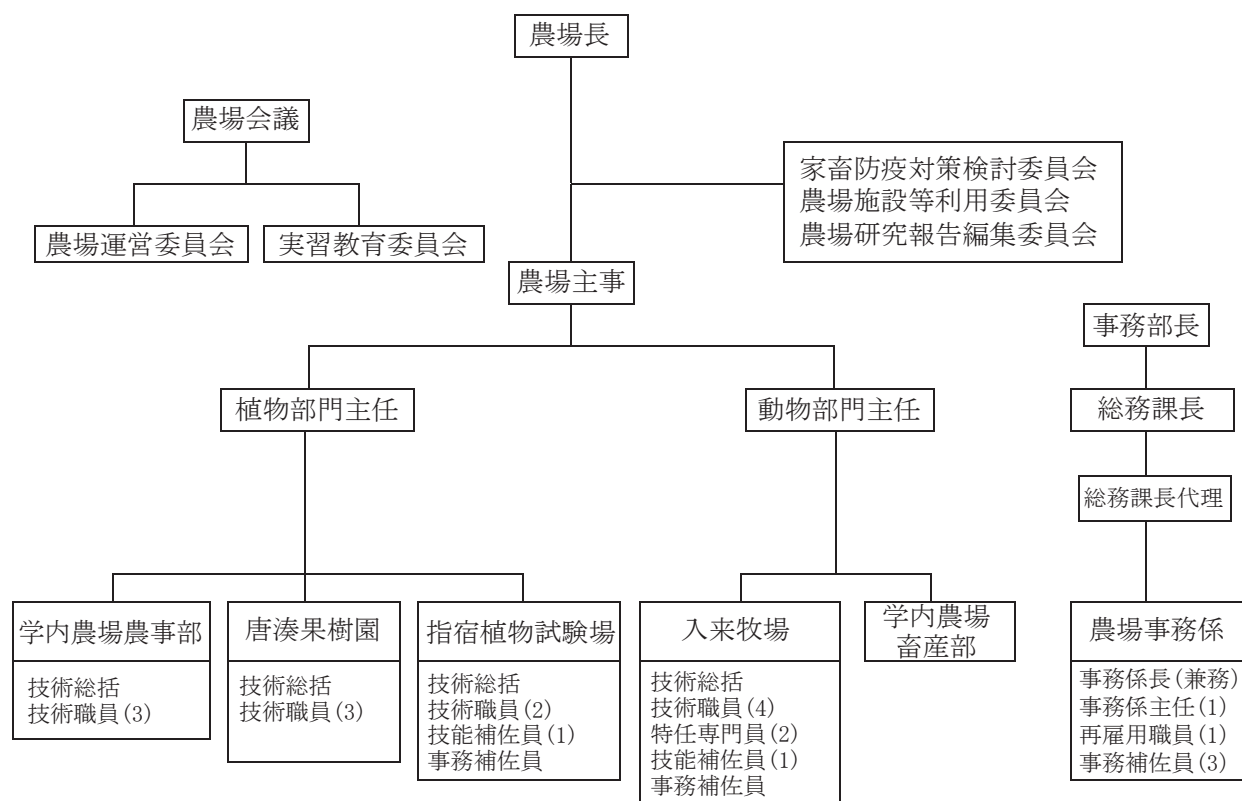 農場長
農場会議
農場運営委員会
実習教育委員会
家畜防疫対策検討委員会
農場施設等利用委員会
農場研究報告編集委員会
農場主事
植物部門主任
動物部門主任
事務部長
総務課長
総務課長代理
学内農場農事部
技術総括
技術職員(3)
唐湊果樹園
技術総括
技術職員(3)
指宿植物試験場
技術総括
技術職員(2)
技能補佐員(1)
事務補佐員
入来牧場
技術総括
技術職員(4)
特任専門員(2)
技能補佐員(1)
事務補佐員
学内農場
畜産部
農場事務係
事務係長(兼務)
事務係主任(1)
再雇用職員(1)
事務補佐員(3)